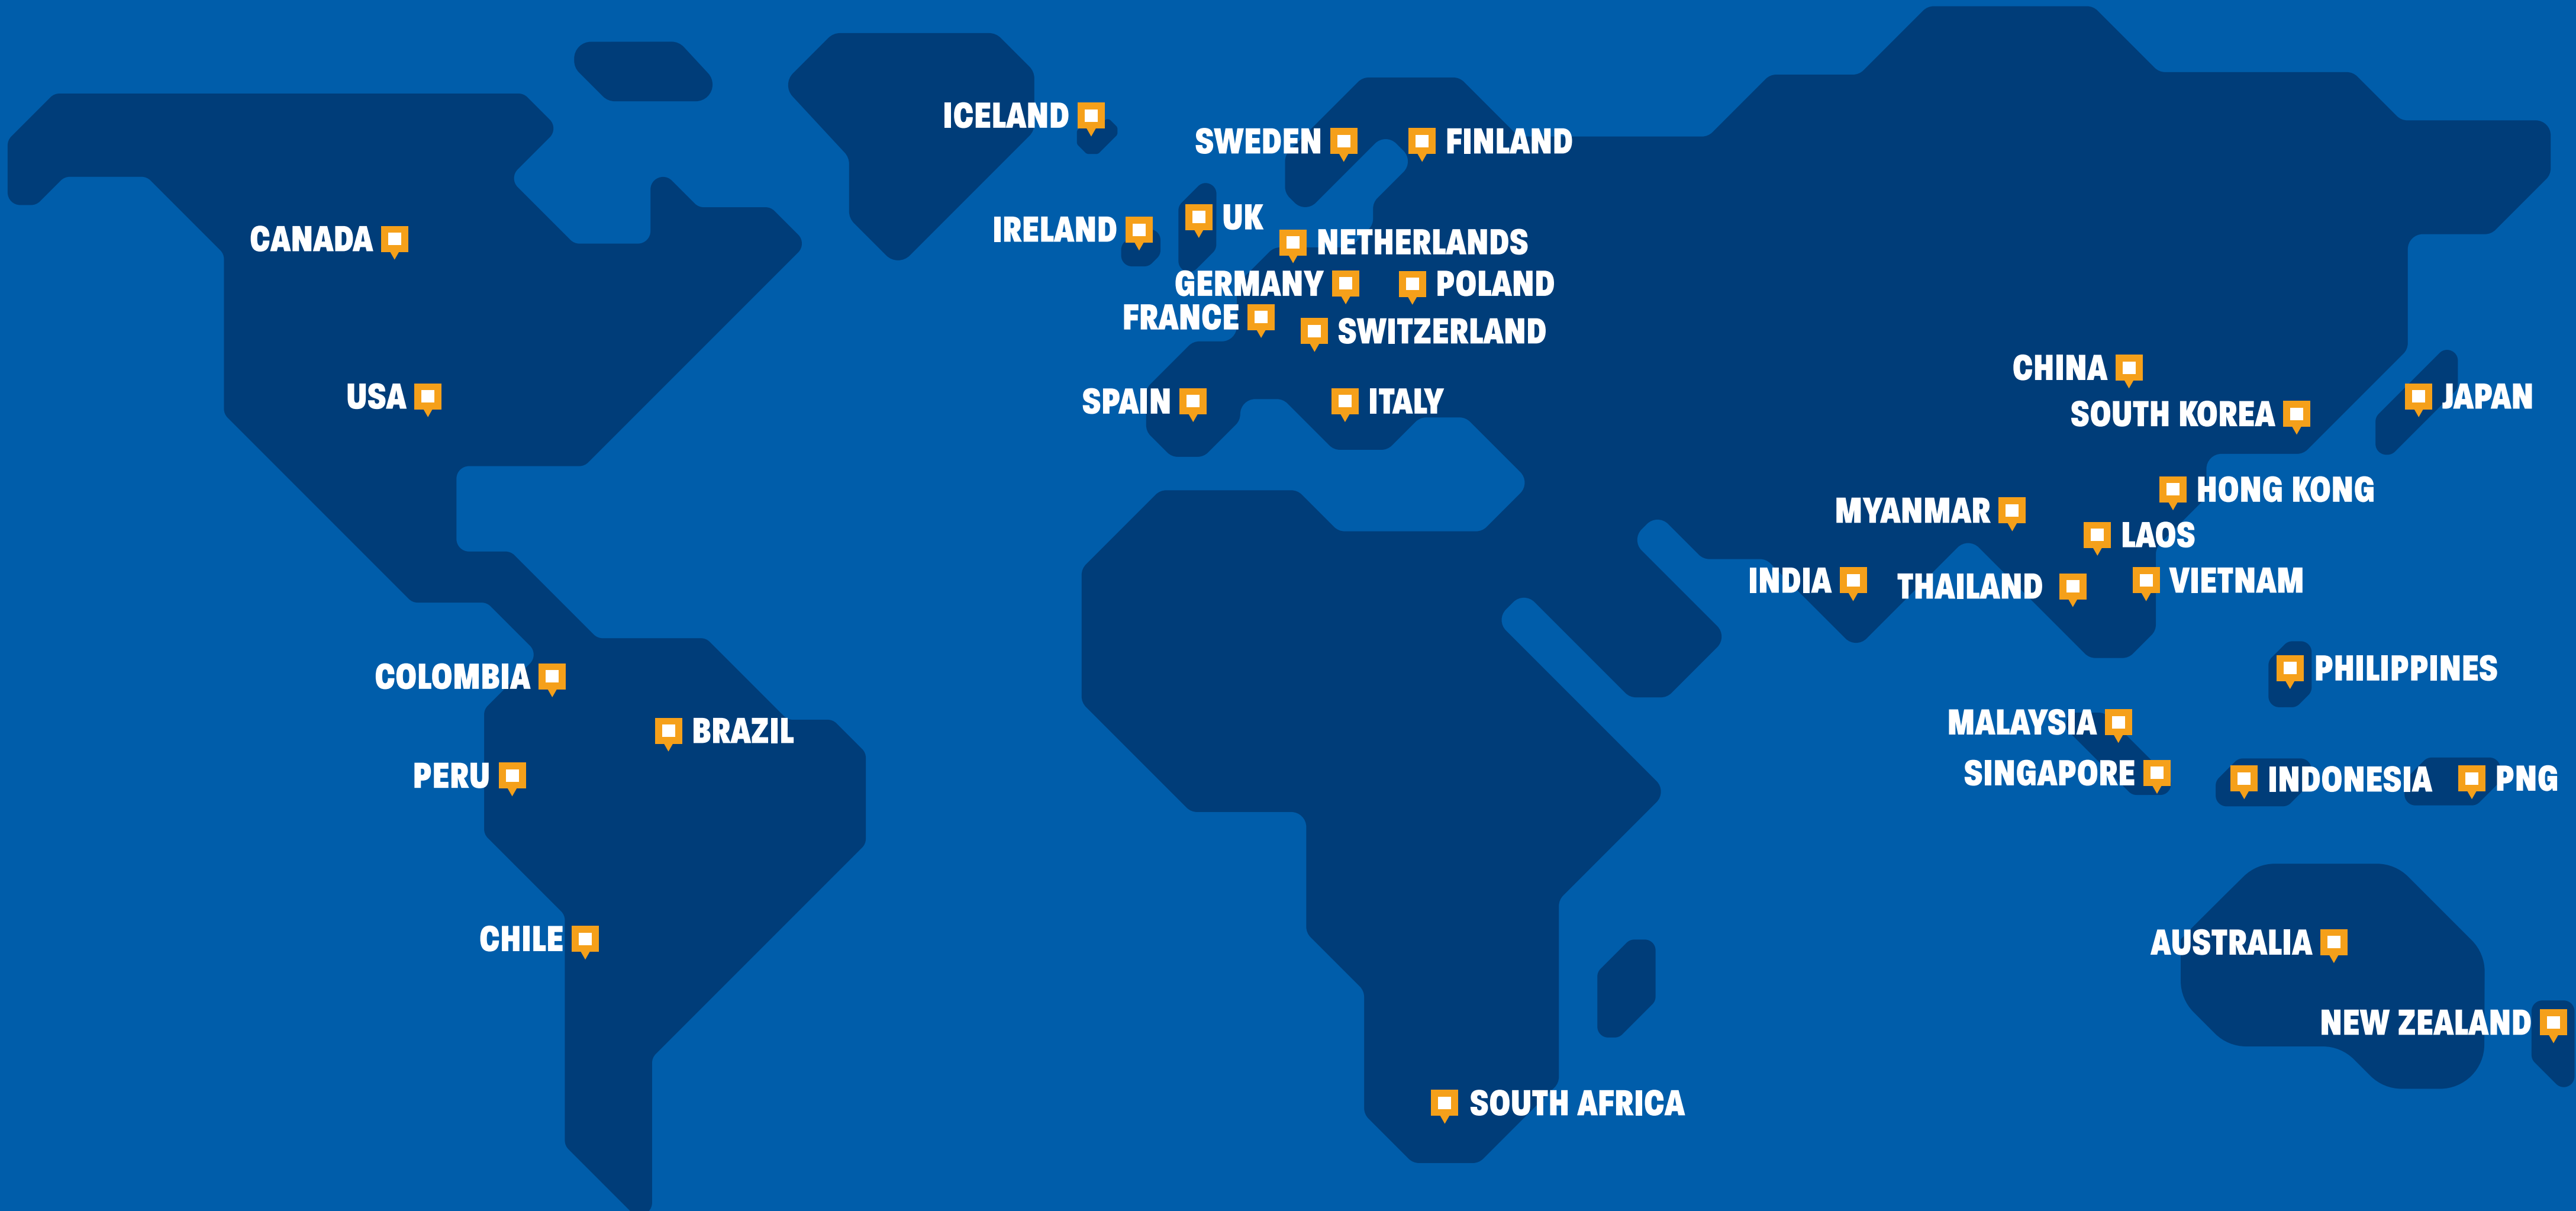 ICELAND
SWEDEN
FINLAND
UK
IRELAND
CANADA
NETHERLANDS
GERMANY
POLAND
FRANCE
SWITZERLAND
CHINA
USA
SPAIN
ITALY
JAPAN
SOUTH KOREA
HONG KONG
MYANMAR
LAOS
INDIA
THAILAND
VIETNAM
PHILIPPINES
COLOMBIA
MALAYSIA
BRAZIL
PERU
SINGAPORE
INDONESIA
PNG
CHILE
AUSTRALIA
NEW ZEALAND
SOUTH AFRICA